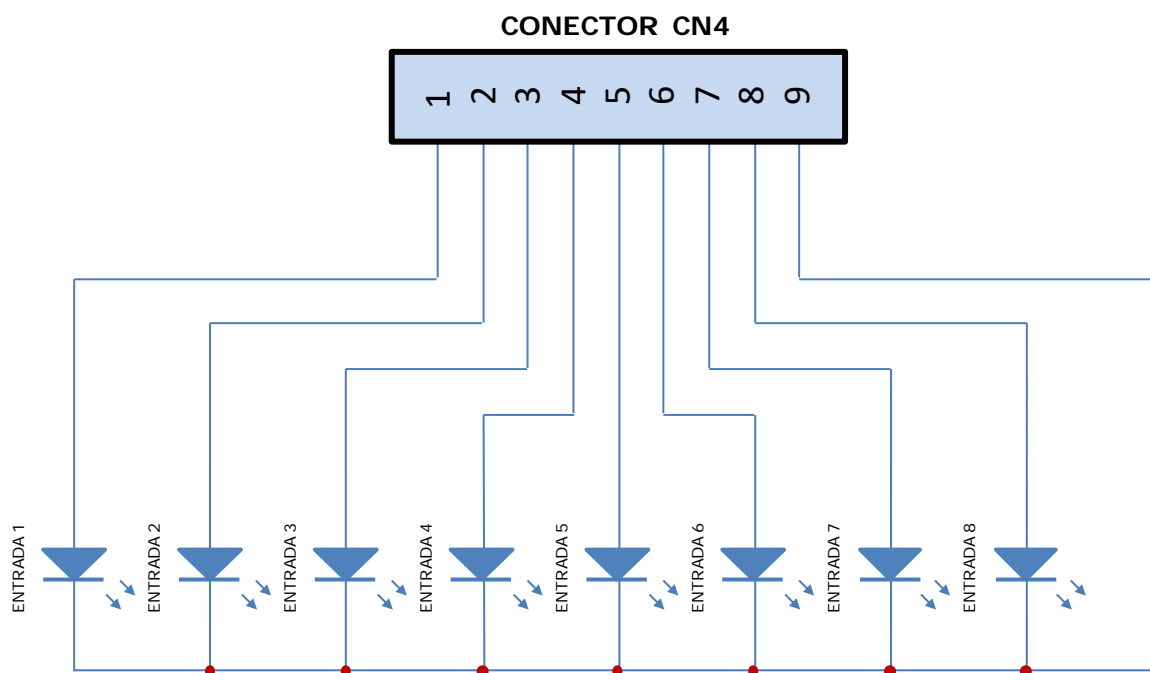 CONECTOR CN4
1 2 3 4 5 6 7 8 9
ENTRADA 1
ENTRADA 2
ENTRADA 3
ENTRADA 4
ENTRADA 5
ENTRADA 6
ENTRADA 7
ENTRADA 8